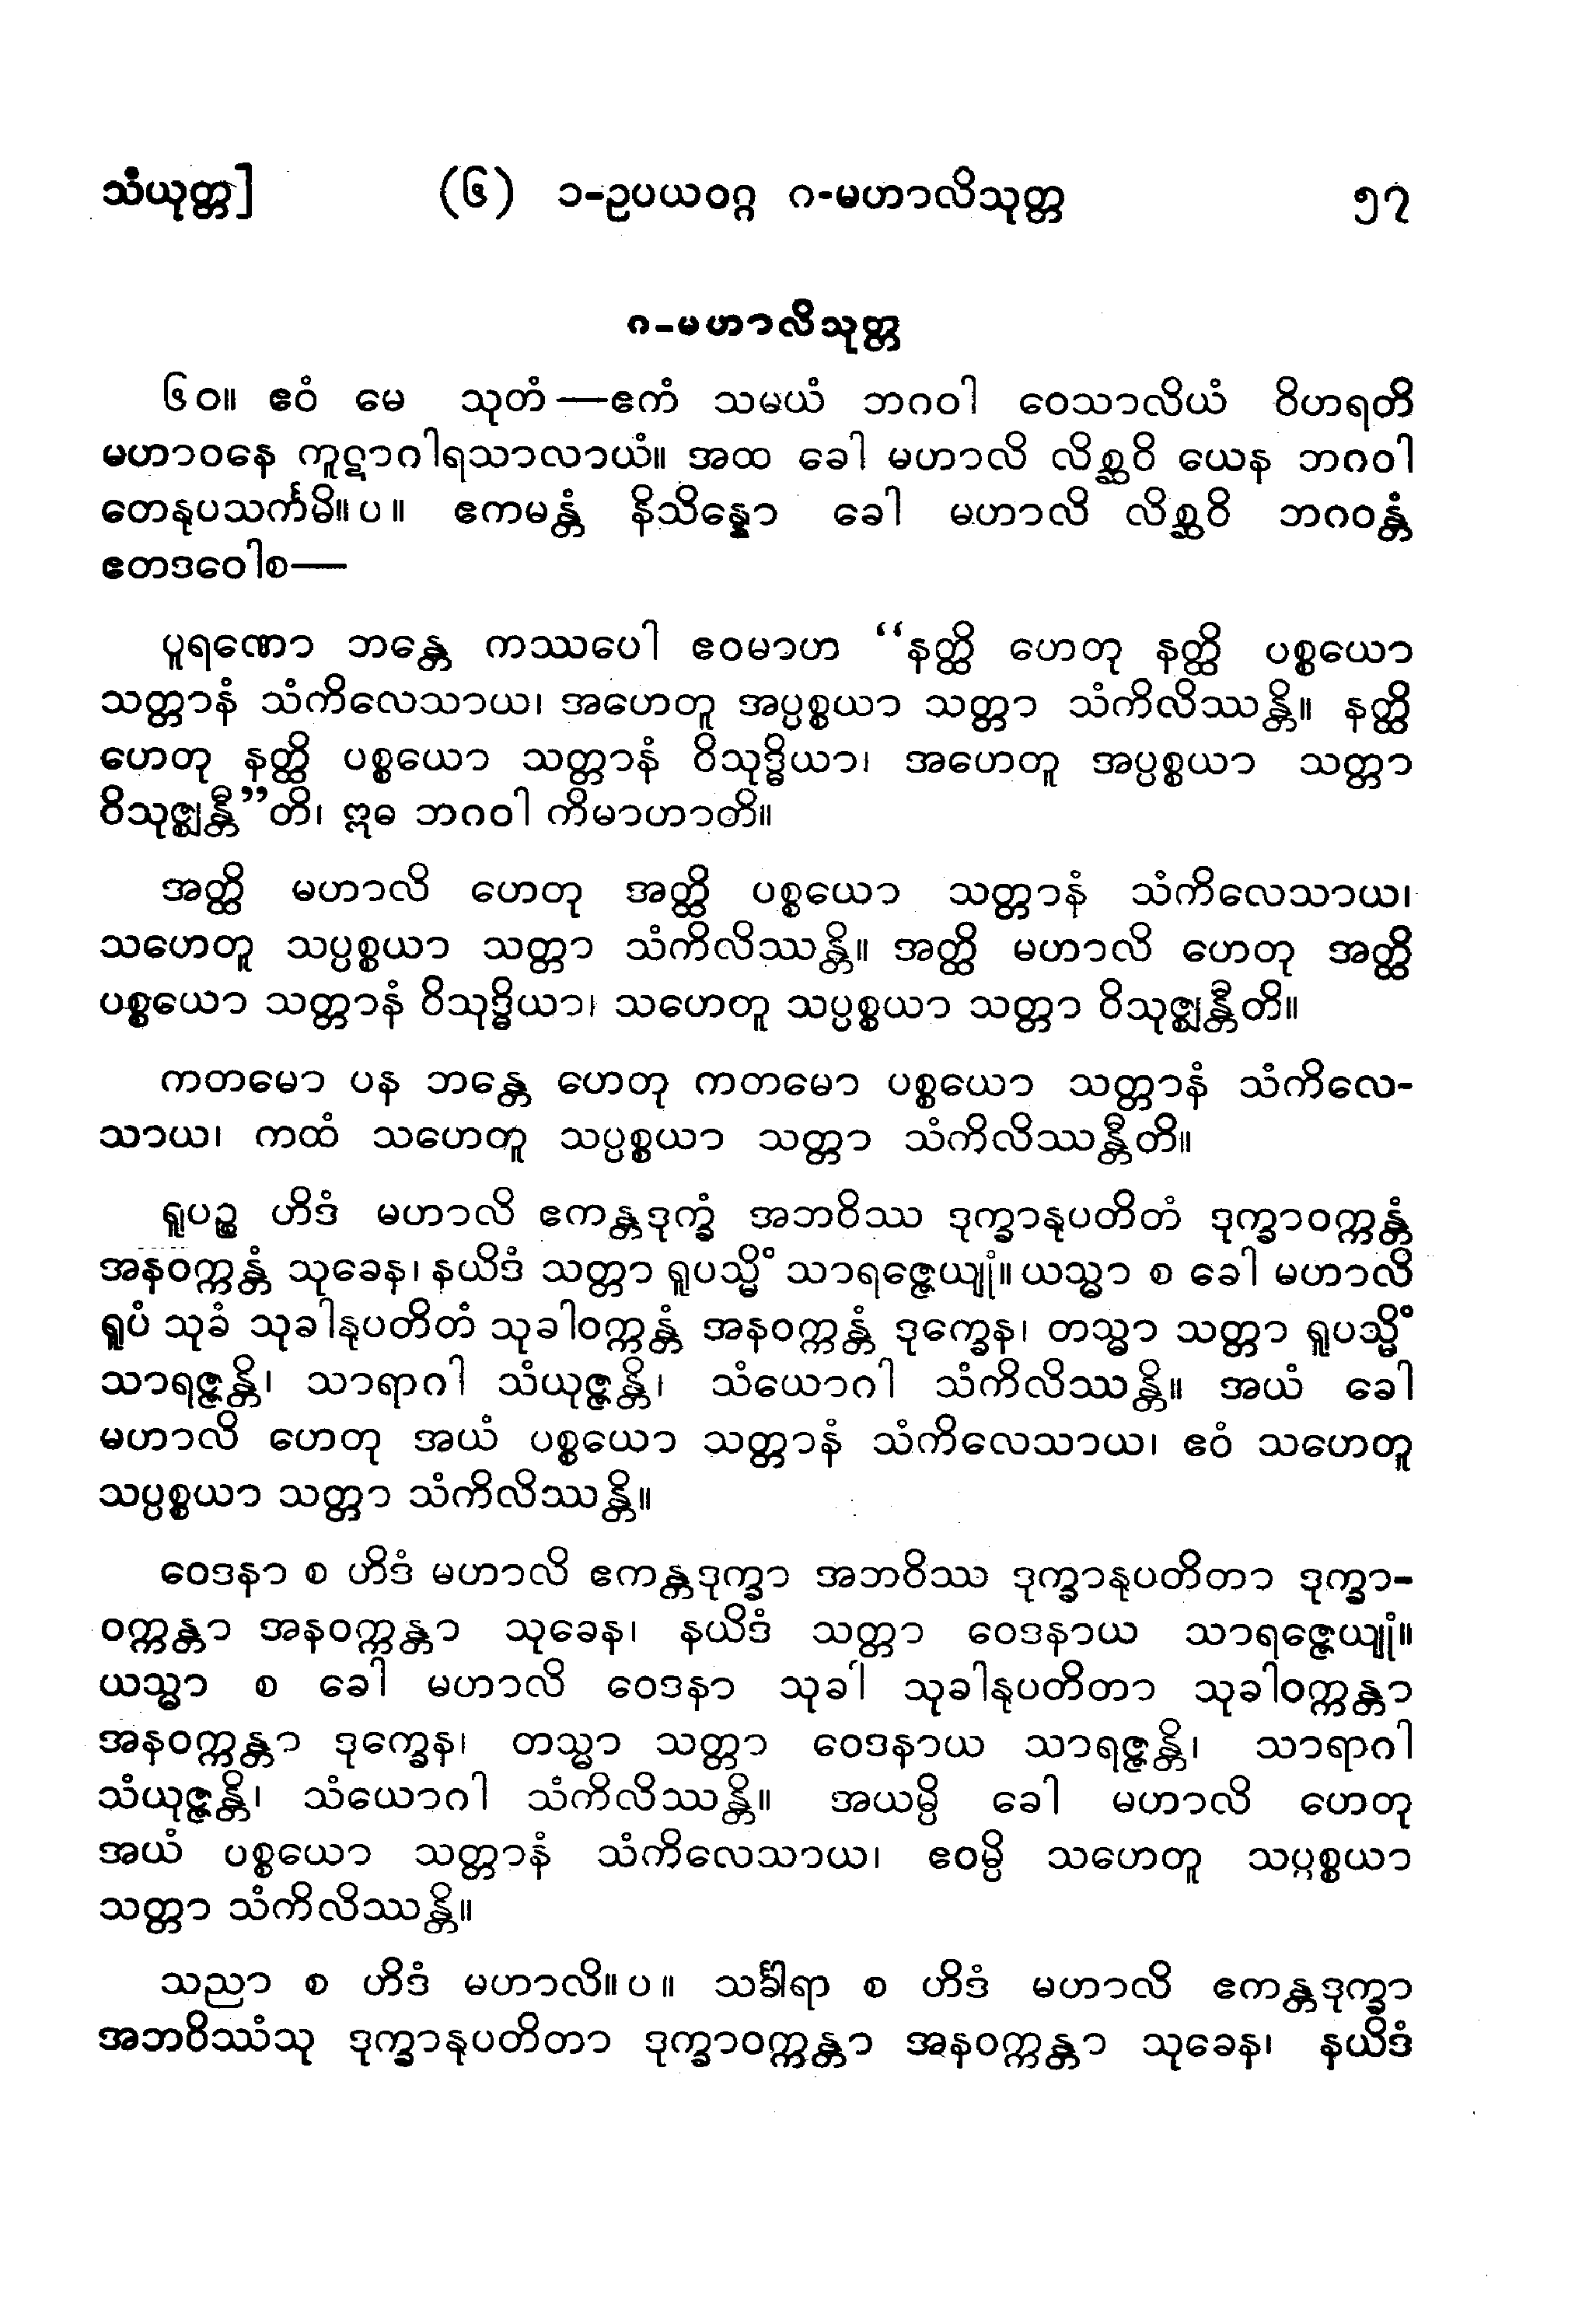 သံယုတ္တ] (၆) ၁-ဥပယဝဂ္ဂ ဂ-မဟာလိသုတ္တ ၅၇
ဂ-မဟာလိသုတ္တ
၆၀။ ဧဝံ မေ သုတံ—ဧကံ သမယံ ဘဂဝါ ဝေသာလိယံ ဝိဟရတိ
မဟာဝနေ ကူဋာဂါရသာလာယံ။ အထ ခေါ မဟာလိ လိစ္ဆဝိ ယေန ဘဂဝါ
တေနုပသင်္ကမိ။ပ။ ဧကမန္တံ နိသိန္နော ခေါ မဟာလိ လိစ္ဆဝိ ဘဂဝန္တံ
ဧတဒဝေါစ—
ပူရဏော ဘန္တေ ကဿပေါ ဧဝမာဟ “နတ္ထိ ဟေတု နတ္ထိ ပစ္စယော
သတ္တာနံ သံကိလေသာယ၊ အဟေတူ အပ္ပစ္စယာ သတ္တာ သံကိလိဿန္တိ။ နတ္ထိ
ဟေတု နတ္ထိ ပစ္စယော သတ္တာနံ ဝိသုဒ္ဓိယာ၊ အဟေတူ အပ္ပစ္စယာ သတ္တာ
ဝိသုဇ္ဈန္တီ”တိ၊ ဣဓ ဘဂဝါ ကိမာဟာတိ။
အတ္ထိ မဟာလိ ဟေတု အတ္ထိ ပစ္စယော သတ္တာနံ သံကိလေသာယ၊
သဟေတူ သပ္ပစ္စယာ သတ္တာ သံကိလိဿန္တိ။ အတ္ထိ မဟာလိ ဟေတု အတ္ထိ
ပစ္စယော သတ္တာနံ ဝိသုဒ္ဓိယာ၊ သဟေတူ သပ္ပစ္စယာ သတ္တာ ဝိသုဇ္ဈန္တီတိ။
ကတမော ပန ဘန္တေ ဟေတု ကတမော ပစ္စယော သတ္တာနံ သံကိလေ-
သာယ၊ ကထံ သဟေတူ သပ္ပစ္စယာ သတ္တာ သံကိလိဿန္တီတိ။
ရူပဉ္စ ဟိဒံ မဟာလိ ဧကန္တဒုက္ခံ အဘဝိဿ ဒုက္ခာနုပတိတံ ဒုက္ခာဝက္ကန္တံ
အနဝက္ကန္တံ သုခေန၊ နယိဒံ သတ္တာ ရူပသ္မိံ သာရဇ္ဇေယျုံ။ ယသ္မာ စ ခေါ မဟာလိ
ရူပံ သုခံ သုခါနုပတိတံ သုခါဝက္ကန္တံ အနဝက္ကန္တံ ဒုက္ခေန၊ တသ္မာ သတ္တာ ရူပသ္မိံ
သာရဇ္ဇန္တိ၊ သာရာဂါ သံယုဇ္ဇန္တိ၊ သံယောဂါ သံကိလိဿန္တိ။ အယံ ခေါ
မဟာလိ ဟေတု အယံ ပစ္စယော သတ္တာနံ သံကိလေသာယ၊ ဧဝံ သဟေတူ
သပ္ပစ္စယာ သတ္တာ သံကိလိဿန္တိ။
ဝေဒနာ စ ဟိဒံ မဟာလိ ဧကန္တဒုက္ခာ အဘဝိဿ ဒုက္ခာနုပတိတာ ဒုက္ခာ-
ဝက္ကန္တာ အနဝက္ကန္တာ သုခေန၊ နယိဒံ သတ္တာ ဝေဒနာယ သာရဇ္ဇေယျုံ။
ယသ္မာ စ ခေါ မဟာလိ ဝေဒနာ သုခါ သုခါနုပတိတာ သုခါဝက္ကန္တာ
အနဝက္ကန္တာ ဒုက္ခေန၊ တသ္မာ သတ္တာ ဝေဒနာယ သာရဇ္ဇန္တိ၊ သာရာဂါ
သံယုဇ္ဇန္တိ၊ သံယောဂါ သံကိလိဿန္တိ။ အယမ္ပိ ခေါ မဟာလိ ဟေတု
အယံ ပစ္စယော သတ္တာနံ သံကိလေသာယ၊ ဧဝမ္ပိ သဟေတူ သပ္ပစ္စယာ
သတ္တာ သံကိလိဿန္တိ။
သညာ စ ဟိဒံ မဟာလိ။ပ။ သင်္ခါရာ စ ဟိဒံ မဟာလိ ဧကန္တဒုက္ခာ
အဘဝိဿံသု ဒုက္ခာနုပတိတာ ဒုက္ခာဝက္ကန္တာ အနဝက္ကန္တာ သုခေန၊ နယိဒံ